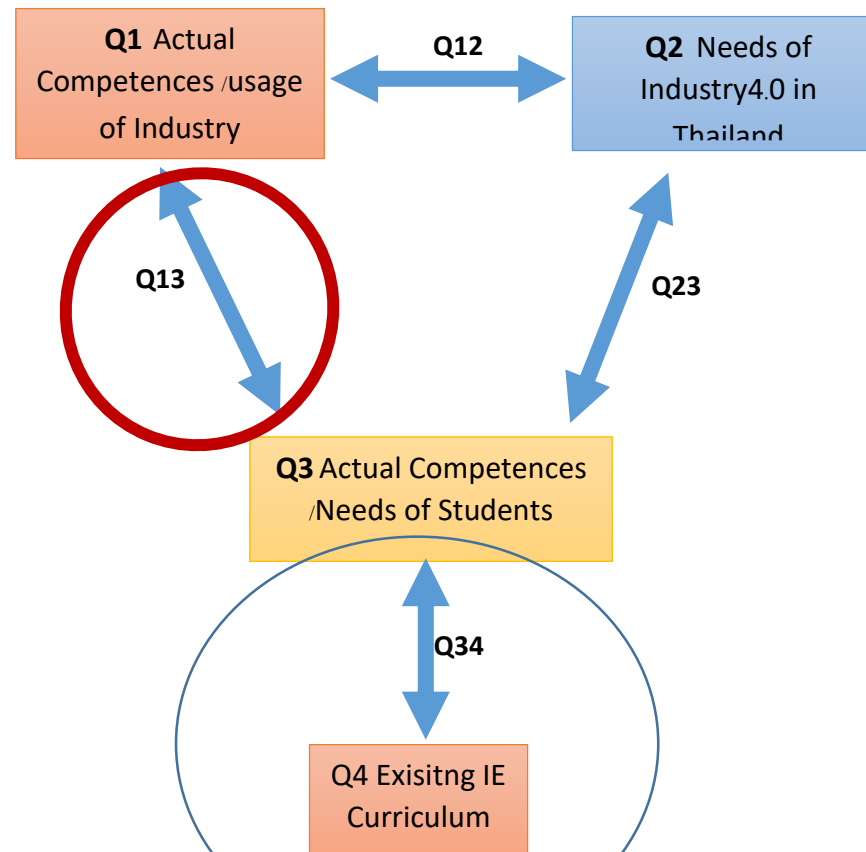 Q1 Actual
Competences /usage
of Industry
Q12
Q2 Needs of
Industry4.0 in
Thailand
Q13
Q23
Q3 Actual Competences
/Needs of Students
Q34
Q4 Exisitng IE
Curriculum